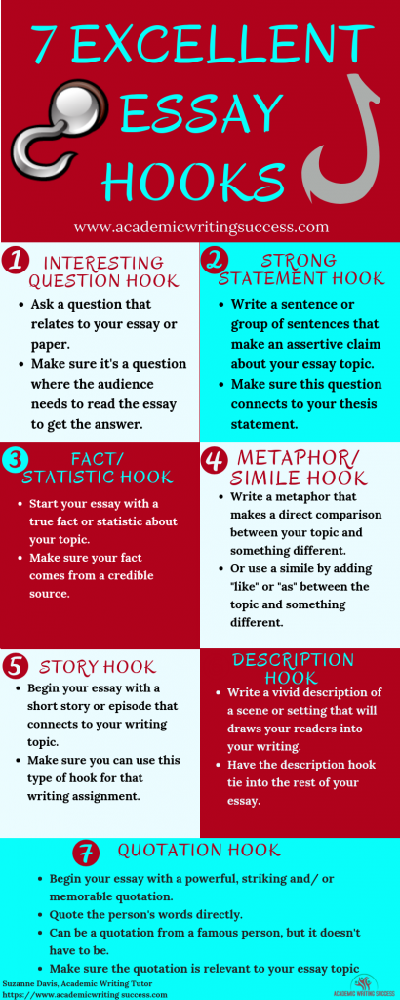 7 EXCELLENT
ESSAY
HOOKS
www.academicwritingsuccess.com
1 INTERESTING
QUESTION HOOK
• Ask a question that
relates to your essay or
paper.
• Make sure it's a question
where the audience
needs to read the essay
to get the answer.
2 STRONG
STATEMENT HOOK
• Write a sentence or
group of sentences that
make an assertive claim
about your essay topic.
• Make sure this question
connects to your thesis
statement.
3 FACT/
STATISTIC HOOK
• Start your essay with a
true fact or statistic about
your topic.
• Make sure your fact
comes from a credible
source.
4 METAPHOR/
SIMILE HOOK
• Write a metaphor that
makes a direct comparison
between your topic and
something different.
• Or use a simile by adding
"like" or "as" between the
topic and something
different.
5 STORY HOOK
• Begin your essay with a
short story or episode that
connects to your writing
topic.
• Make sure you can use this
type of hook for that
writing assignment.
DESCRIPTION
HOOK
• Write a vivid description of
a scene or setting that will
draws your readers into
your writing.
• Have the description hook
tie into the rest of your
essay.
7 QUOTATION HOOK
• Begin your essay with a powerful, striking and/ or
memorable quotation.
• Quote the person's words directly.
• Can be a quotation from a famous person, but it doesn't
have to be.
• Make sure the quotation is relevant to your essay topic
Suzanne Davis, Academic Writing Tutor
https://www.academicwriting success.com
ACADEMIC WRITING SUCCESS